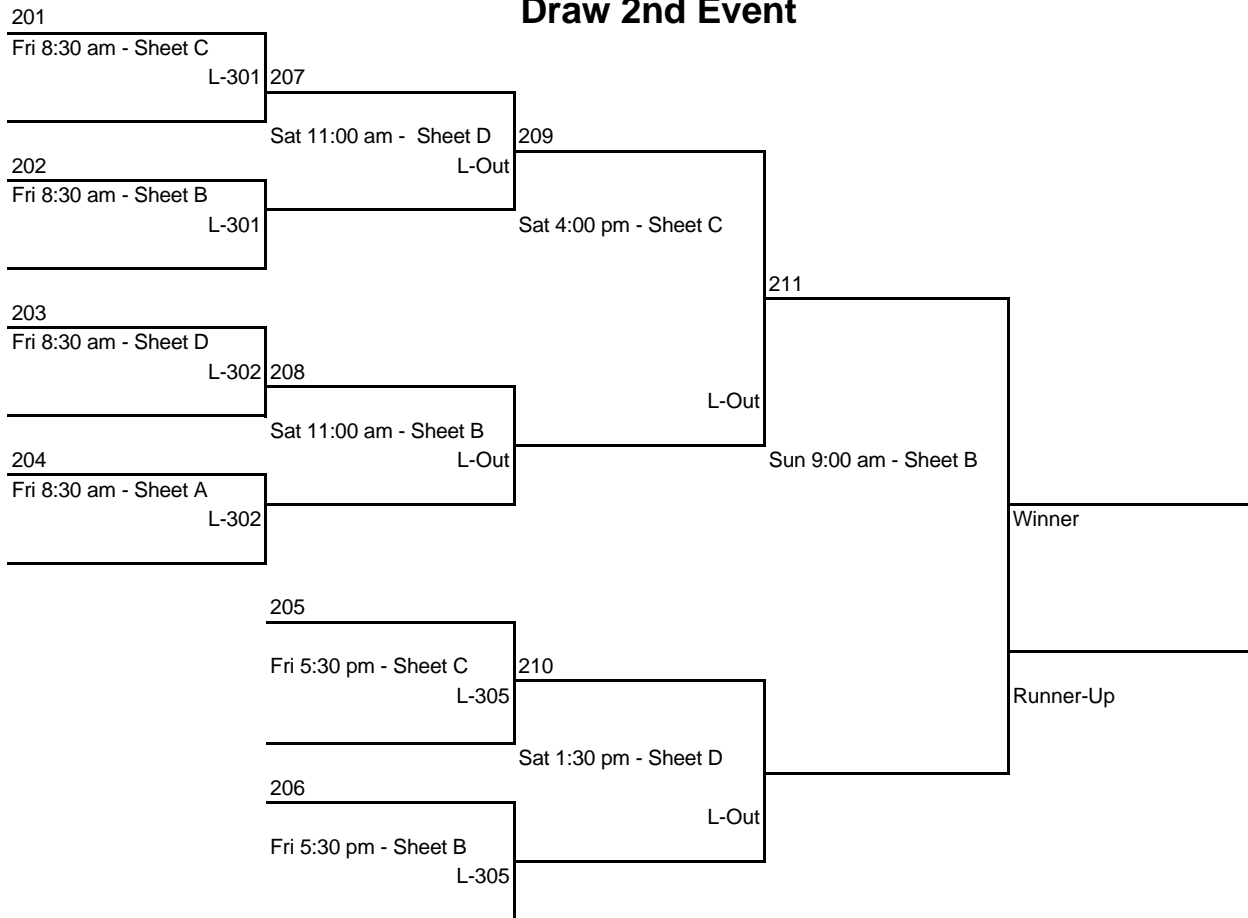 Draw 2nd Event
201
Fri 8:30 am - Sheet C
L-301
207
Sat 11:00 am - Sheet D
209
L-Out
202
Fri 8:30 am - Sheet B
L-301
Sat 4:00 pm - Sheet C
211
203
Fri 8:30 am - Sheet D
L-302
208
L-Out
Sat 11:00 am - Sheet B
L-Out
204
Sun 9:00 am - Sheet B
Fri 8:30 am - Sheet A
L-302
Winner
205
Fri 5:30 pm - Sheet C
210
L-305
Runner-Up
Sat 1:30 pm - Sheet D
206
L-Out
Fri 5:30 pm - Sheet B
L-305